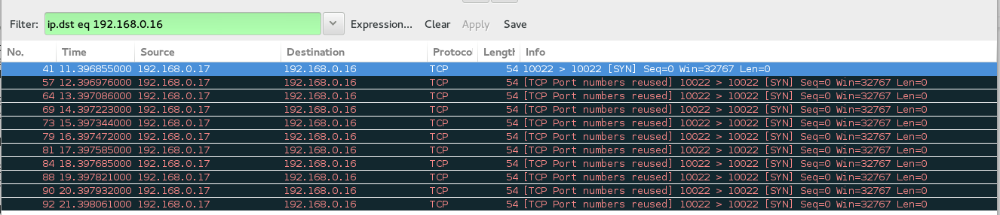 Filter: ip.dst eq 192.168.0.16 Expression... Clear Apply Save
No. Time Source Destination Protoco Length Info
41 11.396855000 192.168.0.17 192.168.0.16 TCP 54 10022 > 10022 [SYN] Seq=0 Win=32767 Len=0
57 12.396976000 192.168.0.17 192.168.0.16 TCP 54 [TCP Port numbers reused] 10022 > 10022 [SYN] Seq=0 Win=32767 Len=0
64 13.397086000 192.168.0.17 192.168.0.16 TCP 54 [TCP Port numbers reused] 10022 > 10022 [SYN] Seq=0 Win=32767 Len=0
69 14.397223000 192.168.0.17 192.168.0.16 TCP 54 [TCP Port numbers reused] 10022 > 10022 [SYN] Seq=0 Win=32767 Len=0
73 15.397344000 192.168.0.17 192.168.0.16 TCP 54 [TCP Port numbers reused] 10022 > 10022 [SYN] Seq=0 Win=32767 Len=0
79 16.397472000 192.168.0.17 192.168.0.16 TCP 54 [TCP Port numbers reused] 10022 > 10022 [SYN] Seq=0 Win=32767 Len=0
81 17.397585000 192.168.0.17 192.168.0.16 TCP 54 [TCP Port numbers reused] 10022 > 10022 [SYN] Seq=0 Win=32767 Len=0
84 18.397685000 192.168.0.17 192.168.0.16 TCP 54 [TCP Port numbers reused] 10022 > 10022 [SYN] Seq=0 Win=32767 Len=0
88 19.397821000 192.168.0.17 192.168.0.16 TCP 54 [TCP Port numbers reused] 10022 > 10022 [SYN] Seq=0 Win=32767 Len=0
90 20.397932000 192.168.0.17 192.168.0.16 TCP 54 [TCP Port numbers reused] 10022 > 10022 [SYN] Seq=0 Win=32767 Len=0
92 21.398061000 192.168.0.17 192.168.0.16 TCP 54 [TCP Port numbers reused] 10022 > 10022 [SYN] Seq=0 Win=32767 Len=0